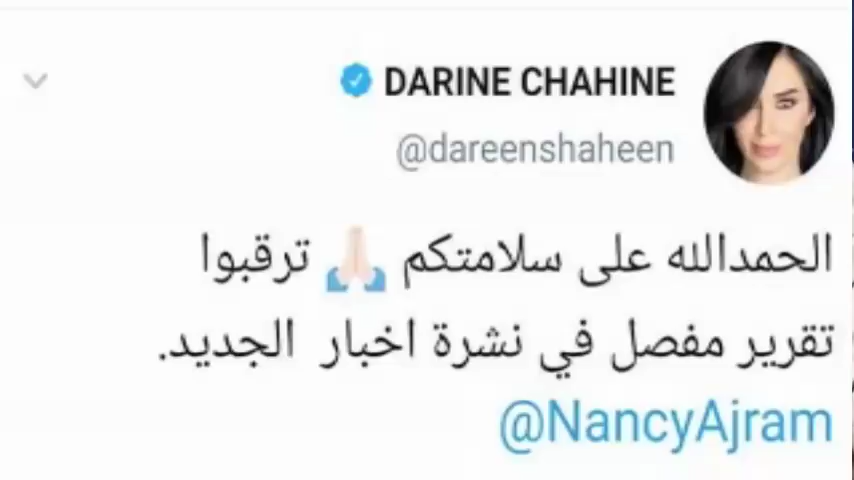 DARINE CHAHINE
@dareenshaheen
الحمدالله على سلامتكم 🙏🏻 ترقبوا
تقرير مفصل في نشرة اخبار الجديد.
@NancyAjram